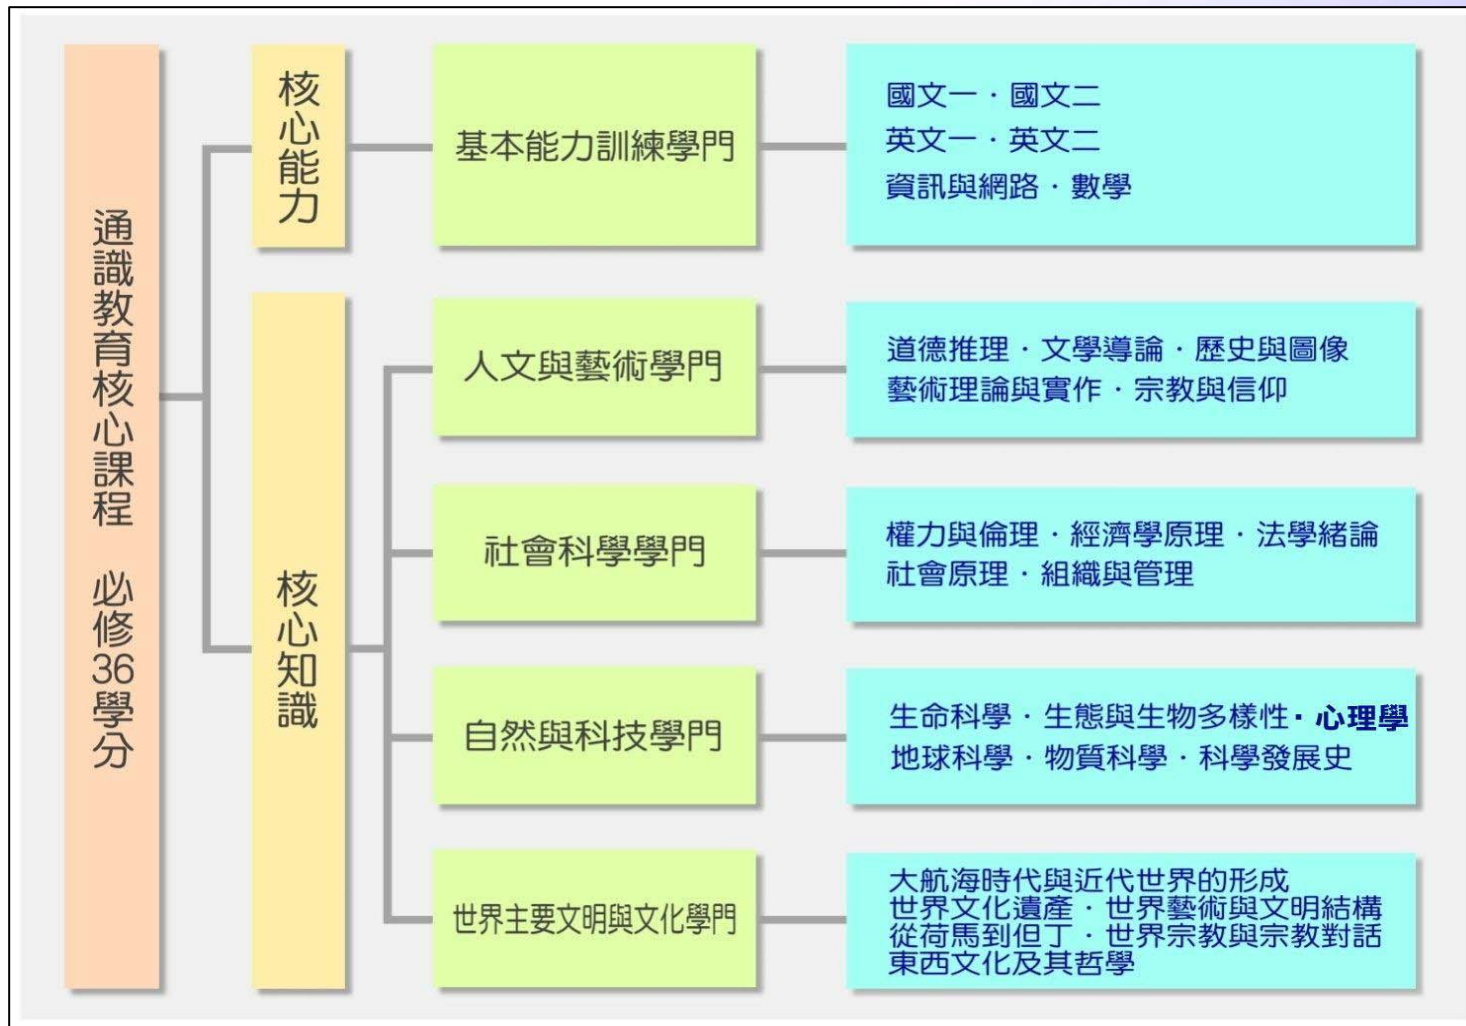 通識教育核心課程 必修36學分
核心能力
基本能力訓練學門
國文一・國文二
英文一・英文二
資訊與網路・數學
核心知識
人文與藝術學門
道德推理・文學導論・歷史與圖像
藝術理論與實作・宗教與信仰
社會科學學門
權力與倫理・經濟學原理・法學緒論
社會原理・組織與管理
自然與科技學門
生命科學・生態與生物多樣性・心理學
地球科學・物質科學・科學發展史
世界主要文明與文化學門
大航海時代與近代世界的形成
世界文化遺產・世界藝術與文明結構
從荷馬到但丁・世界宗教與宗教對話
東西文化及其哲學